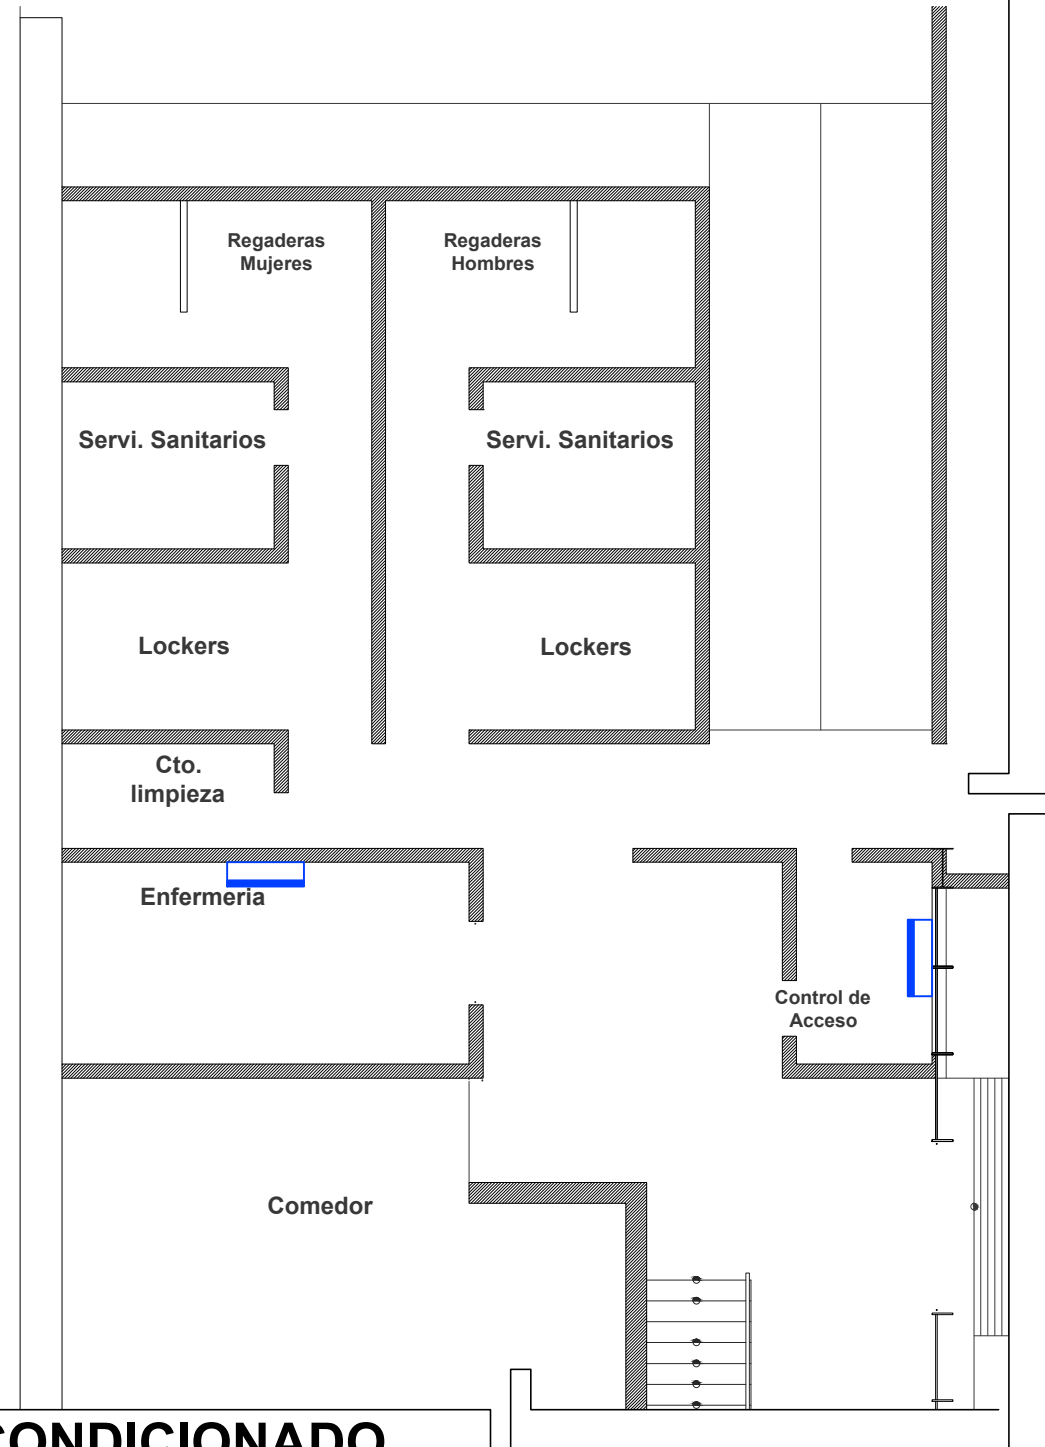 Regaderas
Mujeres
Regaderas
Hombres
Servi. Sanitarios
Servi. Sanitarios
Lockers
Lockers
Cto.
limpieza
Enfermeria
Control de
Acceso
Comedor
CONDICIONADO